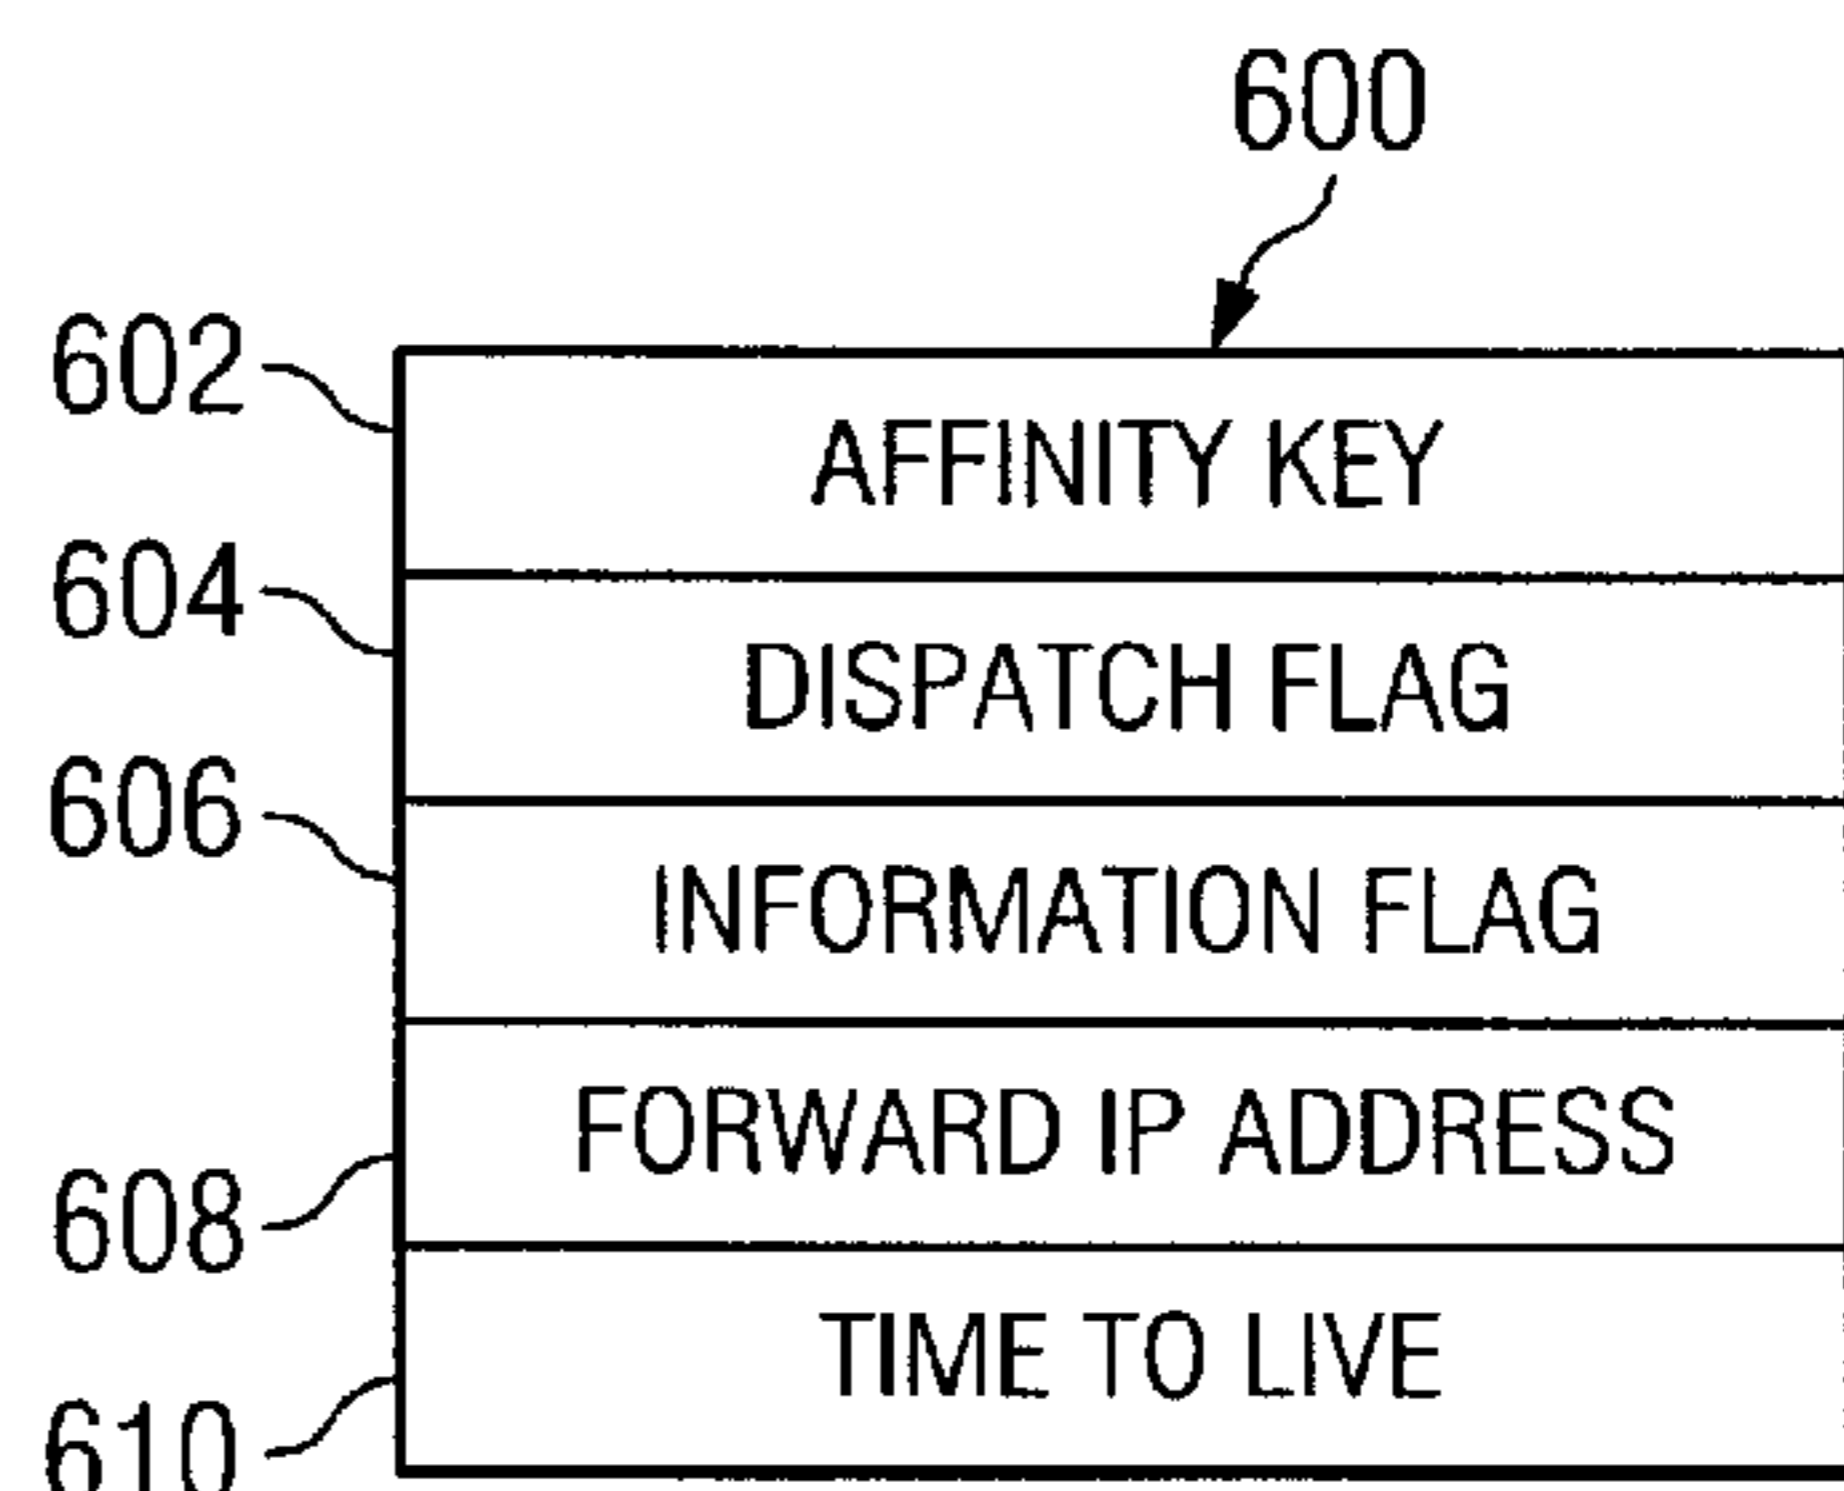 600
602 AFFINITY KEY
604 DISPATCH FLAG
606 INFORMATION FLAG
608 FORWARD IP ADDRESS
610 TIME TO LIVE